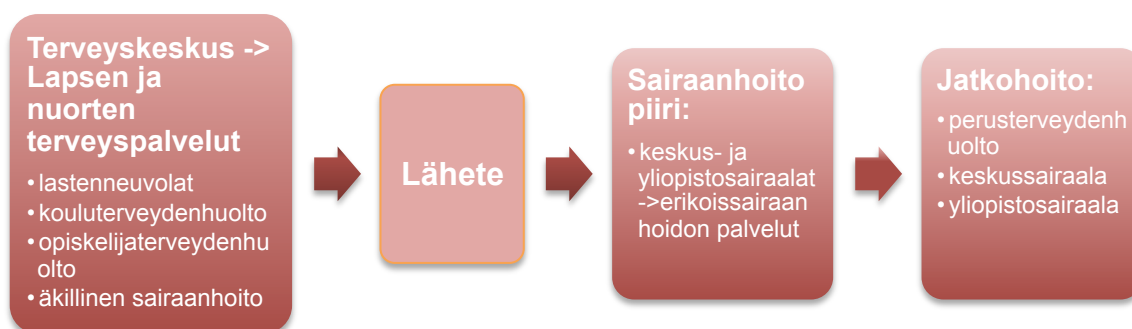 Terveyskeskus ->
Lapsen ja
nuorten
terveyspalvelut
• lastenneuvolat
• kouluterveydenhuolto
• opiskelijaterveydenhu
olto
• äkillinen sairaanhoito
Lähete
Sairaanhoito
piiri:
• keskus- ja
yliopistosairaalat
->erikoissairaan
hoidon palvelut
Jatkohoito:
• perusterveydenh
uolto
• keskussairaala
• yliopistosairaala